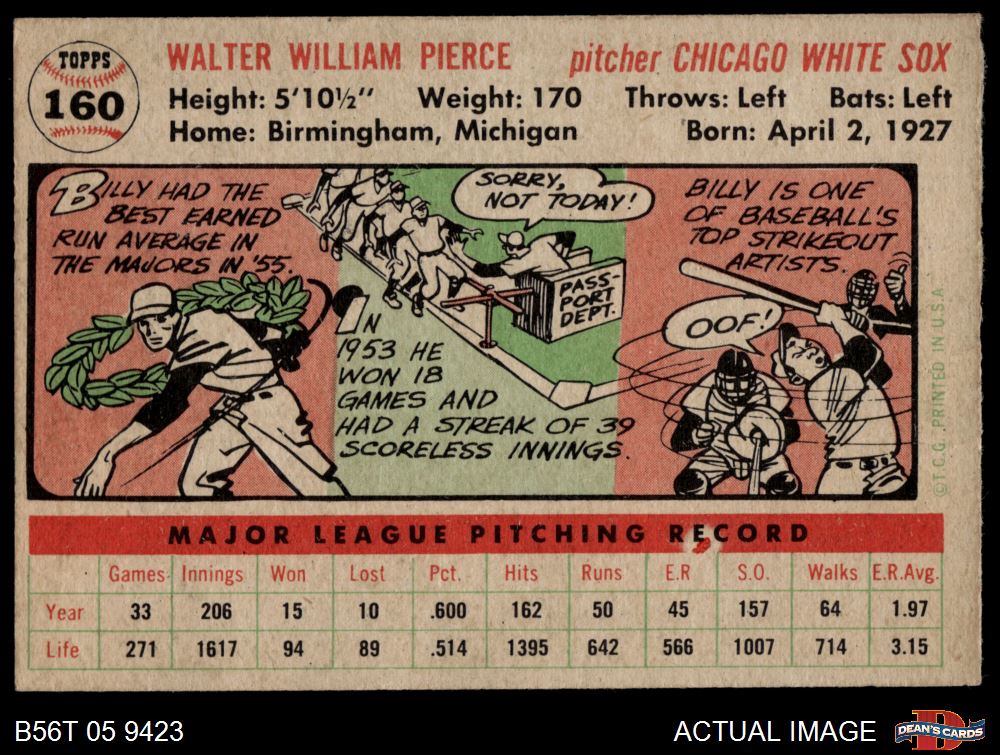 TOPPS
160
WALTER WILLIAM PIERCE pitcher CHICAGO WHITE SOX
Height: 5'10½" Weight: 170 Throws: Left Bats: Left
Home: Birmingham, Michigan Born: April 2, 1927
BILLY HAD THE
BEST EARNED
RUN AVERAGE IN
THE MAJORS IN '55.
SORRY,
NOT TODAY!
PASS-
PORT
DEPT.
IN
1953 HE
WON 18
GAMES AND
HAD A STREAK OF 39
SCORELESS INNINGS.
BILLY IS ONE
OF BASEBALL'S
TOP STRIKEOUT
ARTISTS.
OOF!
©T.C.G. PRINTED IN U.S.A.
MAJOR LEAGUE PITCHING RECORD
Games Innings Won Lost Pct. Hits Runs E.R S.O. Walks E.R.Avg.
Year 33 206 15 10 .600 162 50 45 157 64 1.97
Life 271 1617 94 89 .514 1395 642 566 1007 714 3.15
B56T 05 9423 ACTUAL IMAGE
DEAN'S CARDS